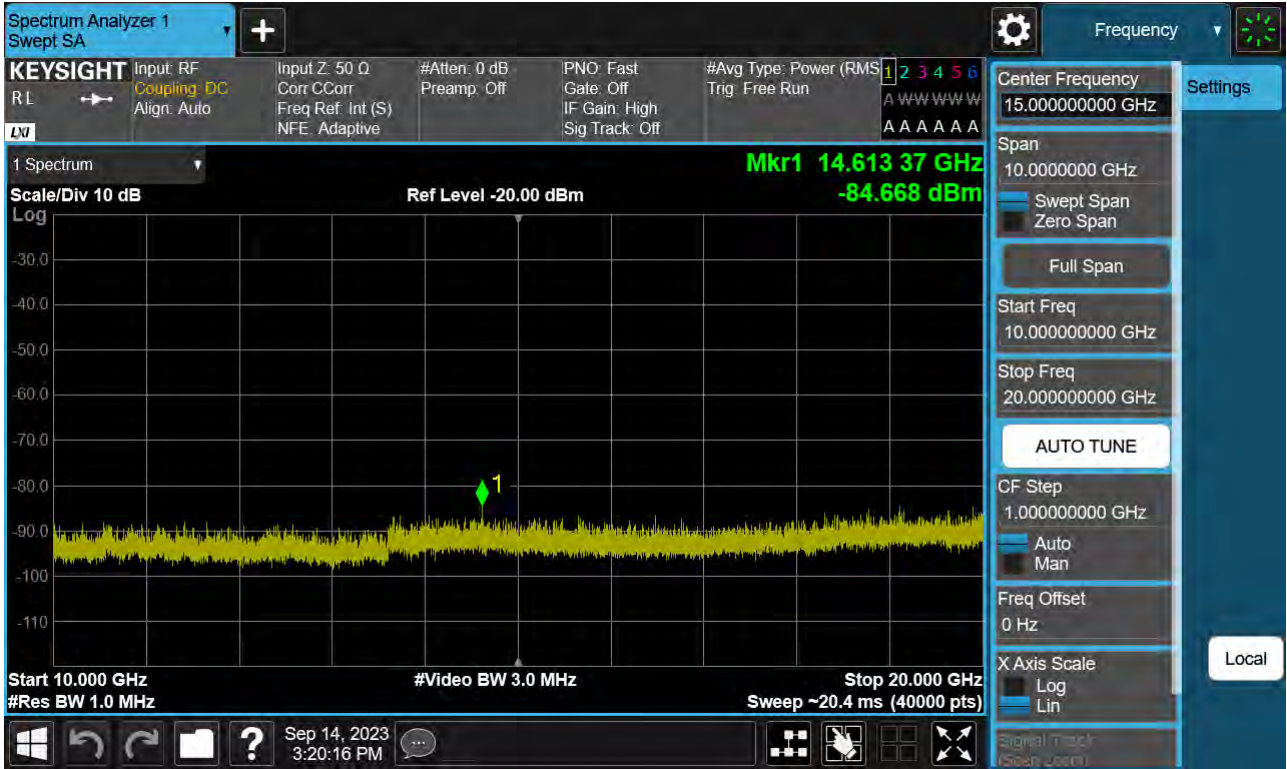 Spectrum Analyzer 1
Swept SA
+
Frequency
KEYSIGHT
R L
LXI
Input: RF
Coupling: DC
Align: Auto
Input Z: 50 Ω
Corr CCorr
Freq Ref: Int (S)
NFE: Adaptive
#Atten: 0 dB
Preamp: Off
PNO: Fast
Gate: Off
IF Gain: High
Sig Track: Off
#Avg Type: Power (RMS
Trig: Free Run
1 2 3 4 5 6
A W W W W W
A A A A A A
1 Spectrum
Scale/Div 10 dB
Log
Ref Level -20.00 dBm
Mkr1 14.613 37 GHz
-84.668 dBm
-30.0
-40.0
-50.0
-60.0
-70.0
-80.0
-90.0
-100
-110
1
Start 10.000 GHz
#Res BW 1.0 MHz
#Video BW 3.0 MHz
Stop 20.000 GHz
Sweep ~20.4 ms (40000 pts)
Center Frequency
15.000000000 GHz
Span
10.0000000 GHz
Swept Span
Zero Span
Full Span
Start Freq
10.000000000 GHz
Stop Freq
20.000000000 GHz
AUTO TUNE
CF Step
1.000000000 GHz
Auto
Man
Freq Offset
0 Hz
X Axis Scale
Log
Lin
Signal Track
(Span Zoom)
Settings
Local
?
Sep 14, 2023
3:20:16 PM